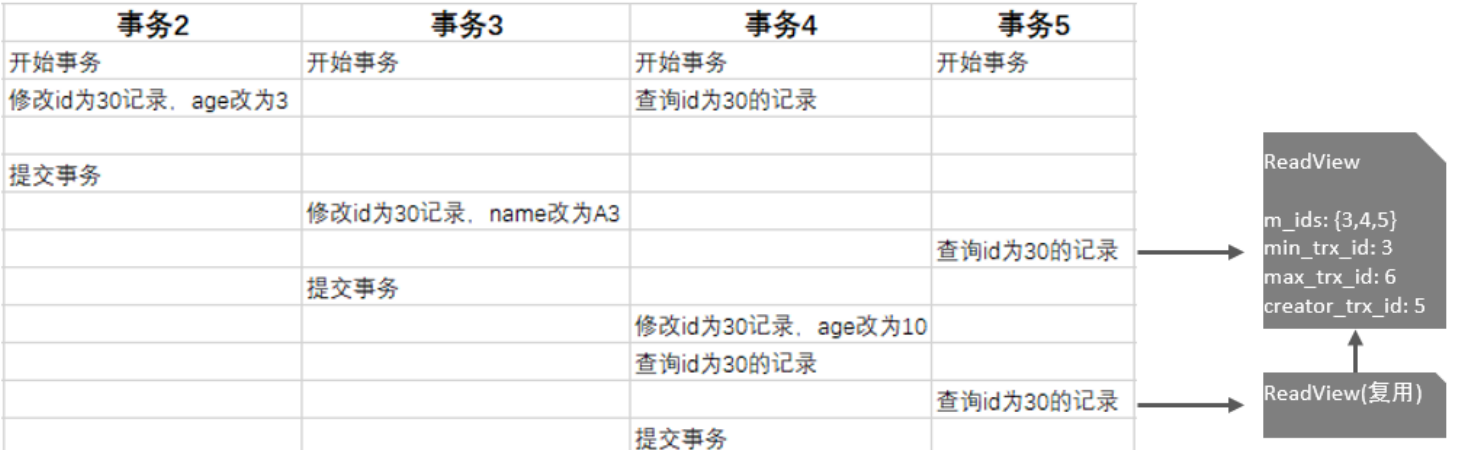 事务2 事务3 事务4 事务5
开始事务 开始事务 开始事务 开始事务
修改id为30记录，age改为3 查询id为30的记录
提交事务
修改id为30记录，name改为A3
查询id为30的记录
提交事务
修改id为30记录，age改为10
查询id为30的记录
查询id为30的记录
提交事务
ReadView
m_ids: {3,4,5}
min_trx_id: 3
max_trx_id: 6
creator_trx_id: 5
ReadView(复用)